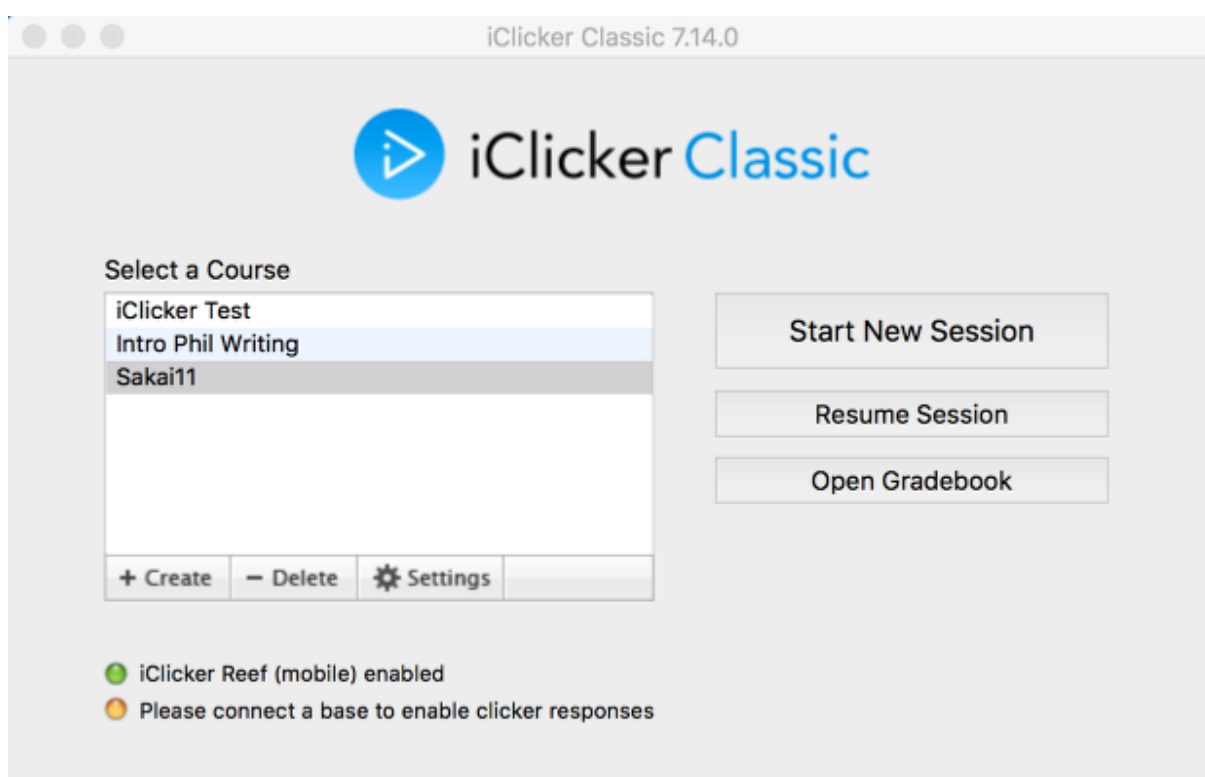 iClicker Classic 7.14.0
iClicker Classic
Select a Course
iClicker Test
Intro Phil Writing
Sakai11
Start New Session
Resume Session
Open Gradebook
+ Create − Delete Settings
iClicker Reef (mobile) enabled
Please connect a base to enable clicker responses